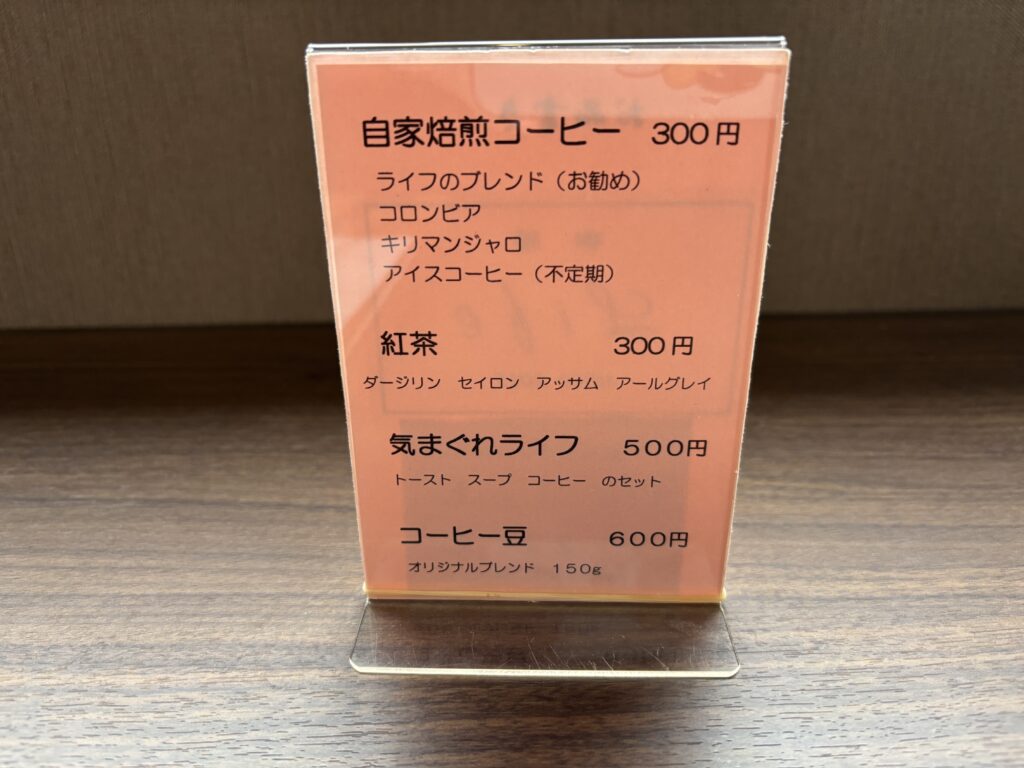 自家焙煎コーヒー 300円
ライフのブレンド（お勧め）
コロンビア
キリマンジャロ
アイスコーヒー（不定期）
紅茶 300円
ダージリン セイロン アッサム アールグレイ
気まぐれライフ 500円
トースト スープ コーヒー のセット
コーヒー豆 600円
オリジナルブレンド 150g